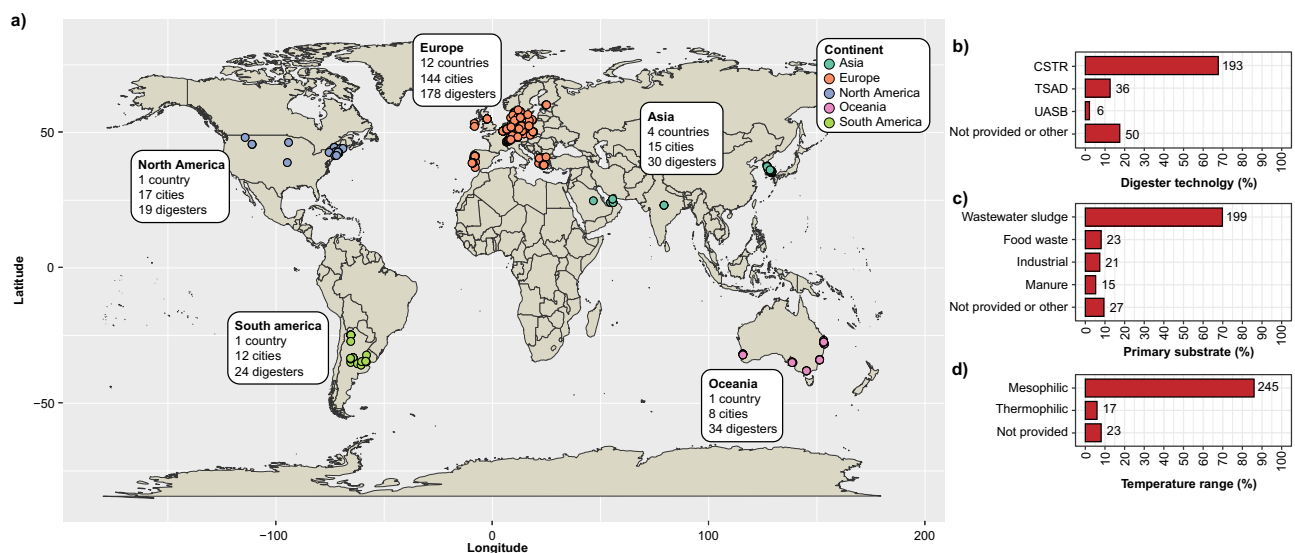 a)
Europe
12 countries
144 cities
178 digesters
Continent
Asia
Europe
North America
Oceania
South America
Asia
4 countries
15 cities
30 digesters
North America
1 country
17 cities
19 digesters
South america
1 country
12 cities
24 digesters
Oceania
1 country
8 cities
34 digesters
50
0
−50
Latitude
−100
0
100
200
Longitude
b)
CSTR
193
TSAD
36
UASB
6
Not provided or other
50
0
10
20
30
40
50
60
70
80
90
100
Digester technolgy (%)
c)
Wastewater sludge
199
Food waste
23
Industrial
21
Manure
15
Not provided or other
27
0
10
20
30
40
50
60
70
80
90
100
Primary substrate (%)
d)
Mesophilic
245
Thermophilic
17
Not provided
23
0
10
20
30
40
50
60
70
80
90
100
Temperature range (%)